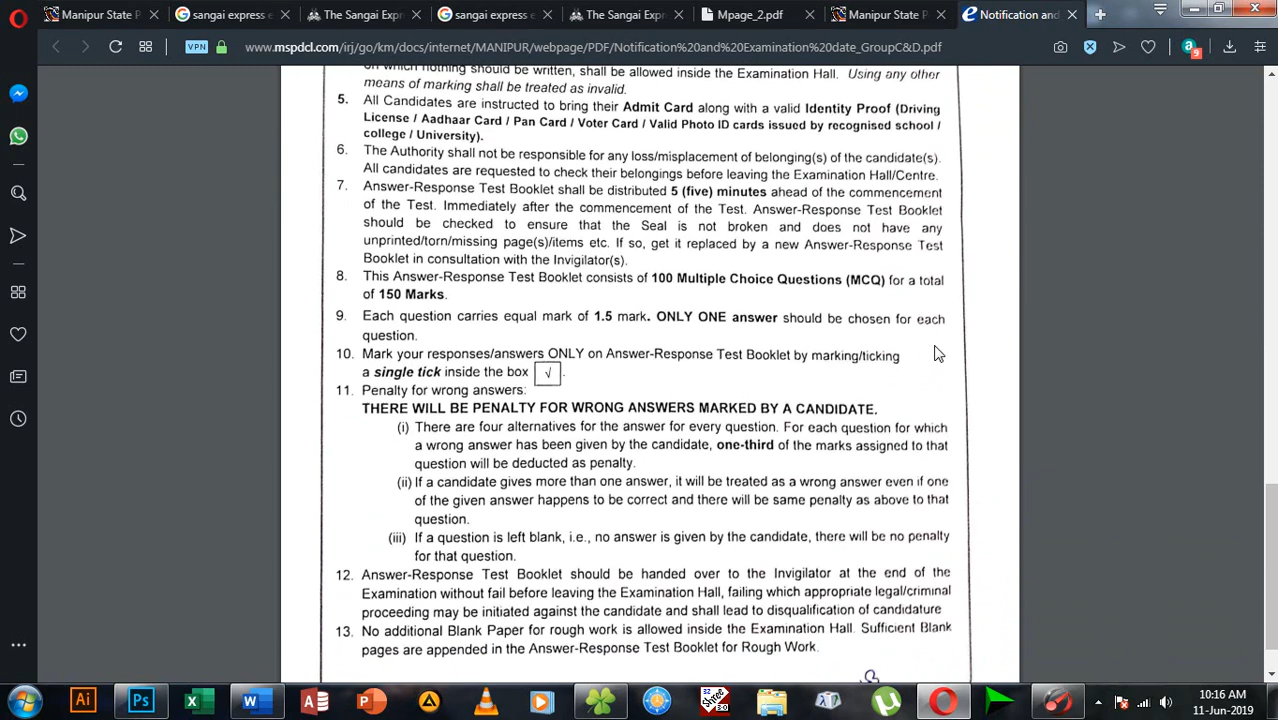 Manipur State P
sangai express e
The Sangai Expr
sangai express e
The Sangai Expr
Mpage_2.pdf
Manipur State P
Notification and
VPN
www.mspdcl.com/irj/go/km/docs/internet/MANIPUR/webpage/PDF/Notification%20and%20Examination%20date_GroupC&D.pdf
9
on which nothing should be written, shall be allowed inside the Examination Hall. Using any other
means of marking shall be treated as invalid.
5. All Candidates are instructed to bring their Admit Card along with a valid Identity Proof (Driving
License / Aadhaar Card / Pan Card / Voter Card / Valid Photo ID cards issued by recognised school /
college / University).
6. The Authority shall not be responsible for any loss/misplacement of belonging(s) of the candidate(s).
All candidates are requested to check their belongings before leaving the Examination Hall/Centre.
7. Answer-Response Test Booklet shall be distributed 5 (five) minutes ahead of the commencement
of the Test. Immediately after the commencement of the Test. Answer-Response Test Booklet
should be checked to ensure that the Seal is not broken and does not have any
unprinted/torn/missing page(s)/items etc. If so, get it replaced by a new Answer-Response Test
Booklet in consultation with the Invigilator(s).
8. This Answer-Response Test Booklet consists of 100 Multiple Choice Questions (MCQ) for a total
of 150 Marks.
9. Each question carries equal mark of 1.5 mark. ONLY ONE answer should be chosen for each
question.
10. Mark your responses/answers ONLY on Answer-Response Test Booklet by marking/ticking
a single tick inside the box √ .
11. Penalty for wrong answers:
THERE WILL BE PENALTY FOR WRONG ANSWERS MARKED BY A CANDIDATE.
(i) There are four alternatives for the answer for every question. For each question for which
a wrong answer has been given by the candidate, one-third of the marks assigned to that
question will be deducted as penalty.
(ii) If a candidate gives more than one answer, it will be treated as a wrong answer even if one
of the given answer happens to be correct and there will be same penalty as above to that
question.
(iii) If a question is left blank, i.e., no answer is given by the candidate, there will be no penalty
for that question.
12. Answer-Response Test Booklet should be handed over to the Invigilator at the end of the
Examination without fail before leaving the Examination Hall, failing which appropriate legal/criminal
proceeding may be initiated against the candidate and shall lead to disqualification of candidature
13. No additional Blank Paper for rough work is allowed inside the Examination Hall. Sufficient Blank
pages are appended in the Answer-Response Test Booklet for Rough Work.
Ai
Ps
10:16 AM
11-Jun-2019